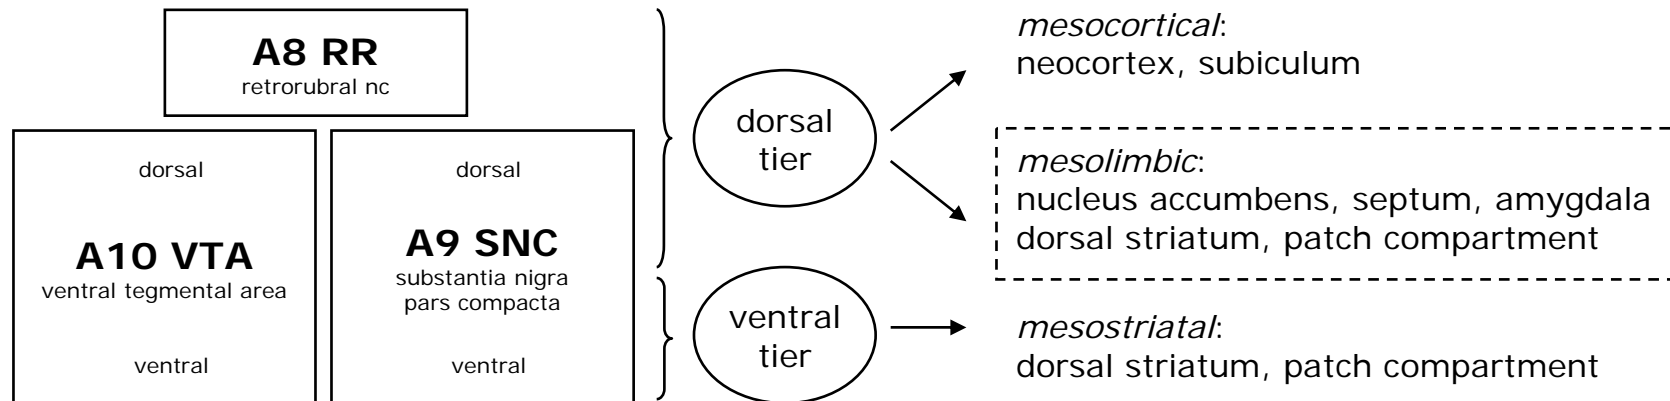 A8 RR
retrorubral nc
dorsal
A10 VTA
ventral tegmental area
ventral
dorsal
A9 SNC
substantia nigra
pars compacta
ventral
dorsal
tier
ventral
tier
mesocortical:
neocortex, subiculum
mesolimbic:
nucleus accumbens, septum, amygdala
dorsal striatum, patch compartment
mesostriatal:
dorsal striatum, patch compartment